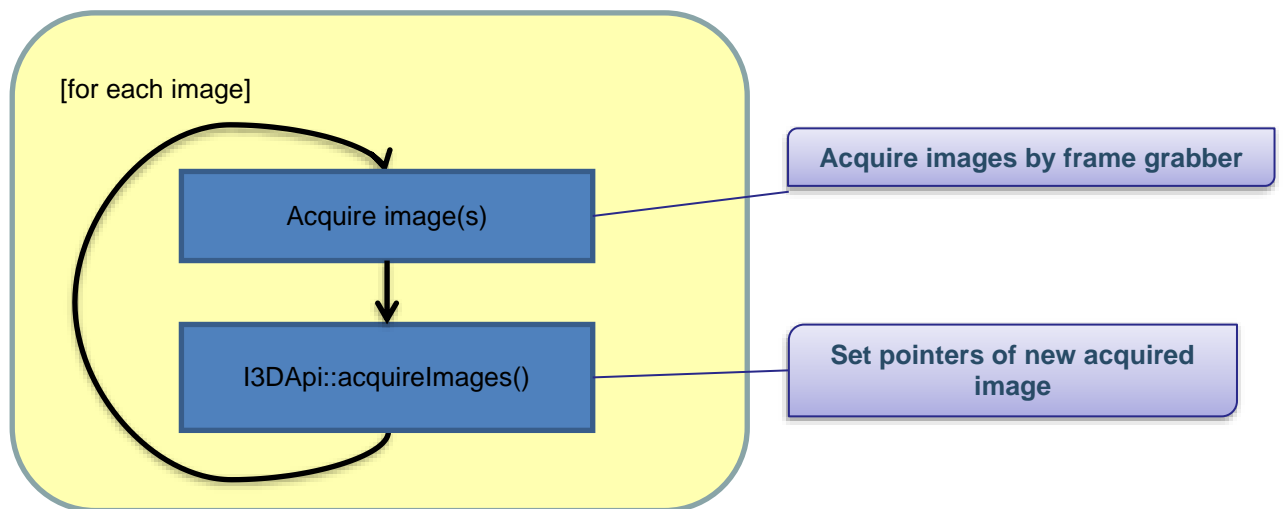 [for each image]
Acquire images by frame grabber
Acquire image(s)
I3DApi::acquireImages()
Set pointers of new acquired
image